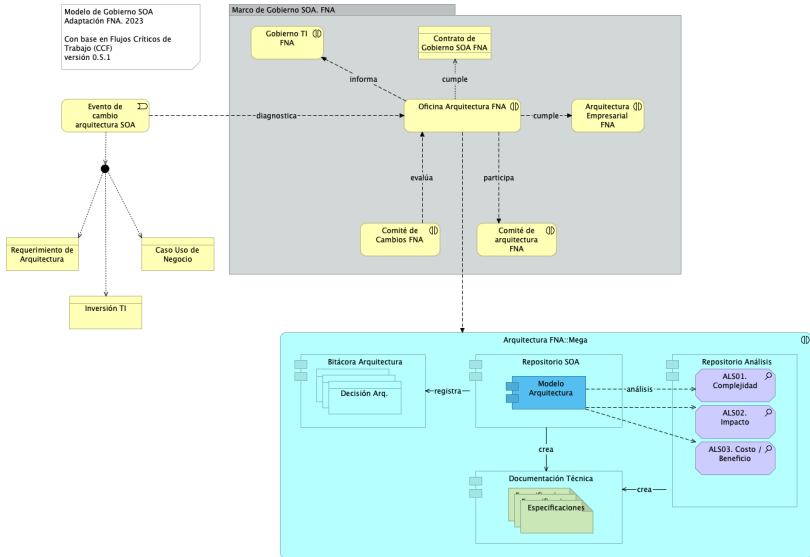 Modelo de Gobierno SOA
Adaptación FNA. 2023
Con base en Flujos Críticos de
Trabajo (CCF)
versión 0.5.1
Marco de Gobierno SOA. FNA
Gobierno TI
FNA
Contrato de
Gobierno SOA FNA
informa
cumple
Evento de
cambio
arquitectura SOA
diagnostica
Oficina Arquitectura FNA
cumple
Arquitectura
Empresarial
FNA
evalúa
participa
Comité de
Cambios FNA
Comité de
arquitectura
FNA
Requerimiento de
Arquitectura
Caso Uso de
Negocio
Inversión TI
Arquitectura FNA::Mega
Bitácora Arquitectura
Decisión Arq.
registra
Repositorio SOA
Modelo
Arquitectura
análisis
Repositorio Análisis
ALS01.
Complejidad
ALS02.
Impacto
ALS03. Costo /
Beneficio
crea
crea
Documentación Técnica
Especificaciones